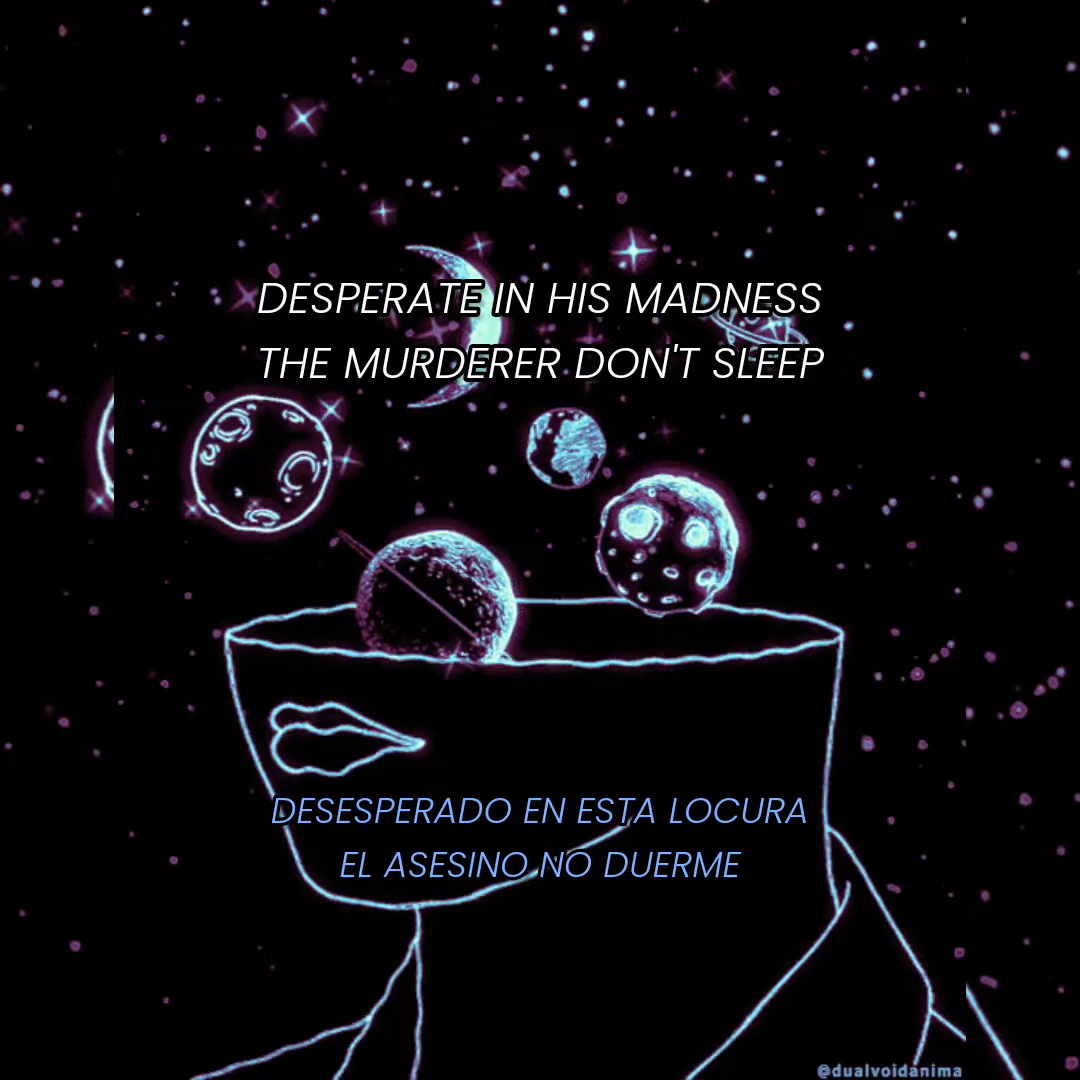 DESPERATE IN HIS MADNESS
THE MURDERER DON'T SLEEP
DESESPERADO EN ESTA LOCURA
EL ASESINO NO DUERME
@dualvoidanima